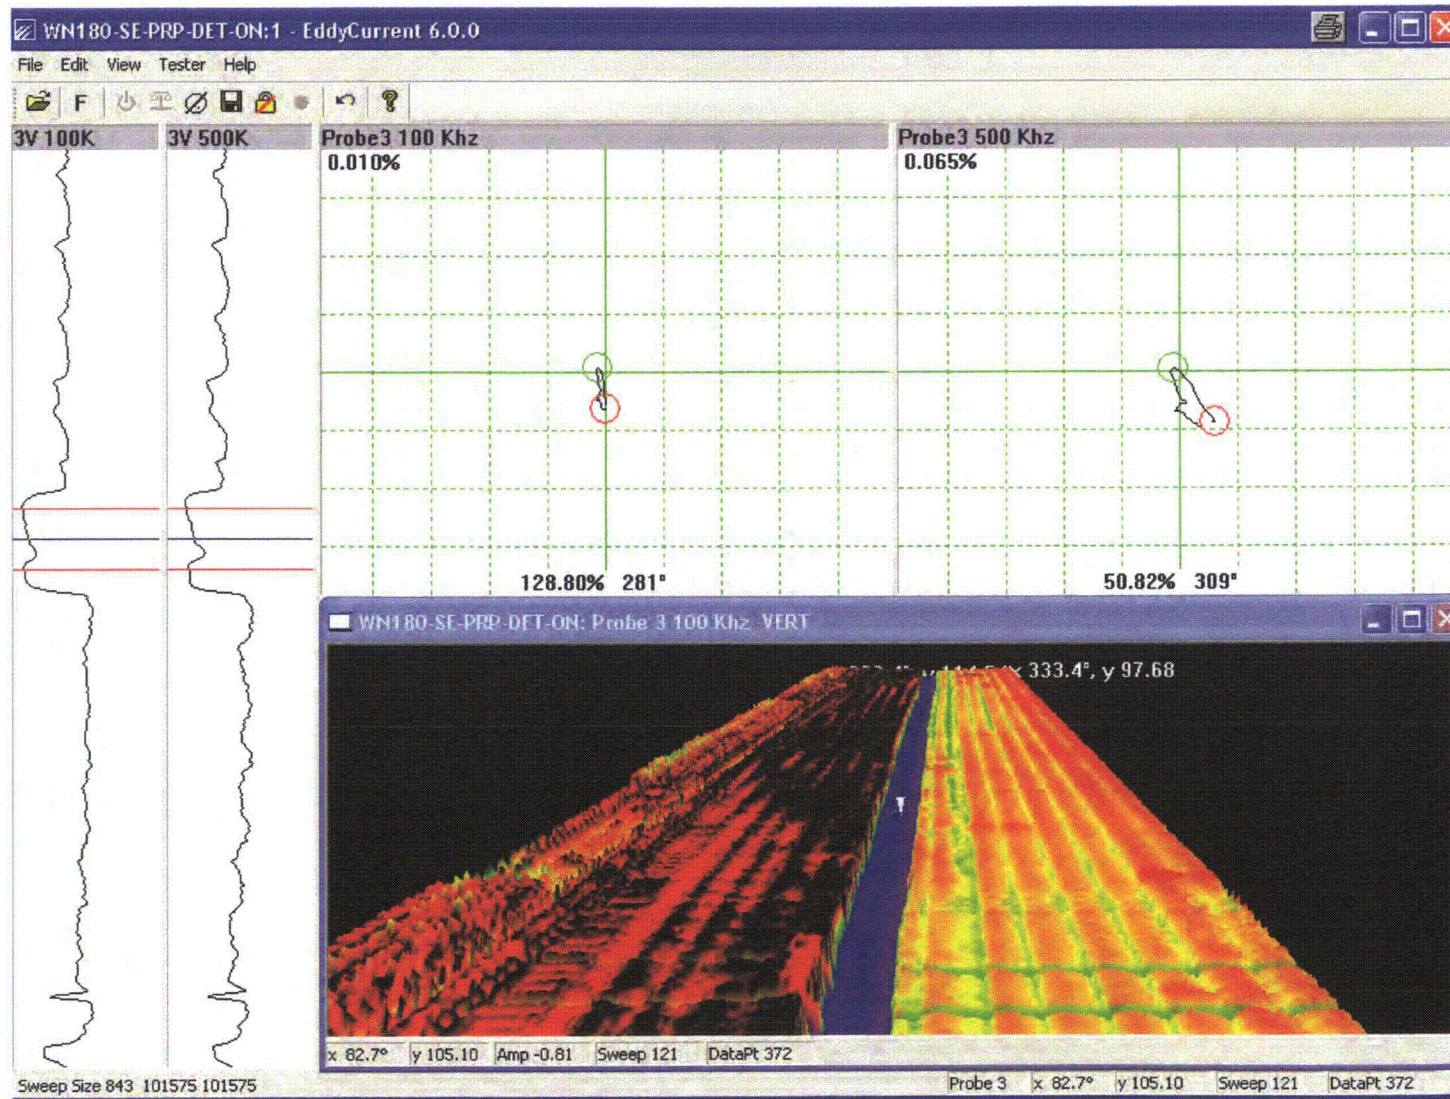 WN180-SE-PRP-DET-ON:1 - EddyCurrent 6.0.0
File Edit View Tester Help
F
3V 100K
3V 500K
Probe3 100 Khz
Probe3 500 Khz
0.010%
0.065%
128.80% 281°
50.82% 309°
WN180-SE-PRP-DET-ON: Probe 3 100 Khz VERT
x 333.4°, y 97.68
x 82.7° y 105.10 Amp -0.81 Sweep 121 DataPt 372
Sweep Size 843 101575 101575
Probe 3 x 82.7° y 105.10 Sweep 121 DataPt 372